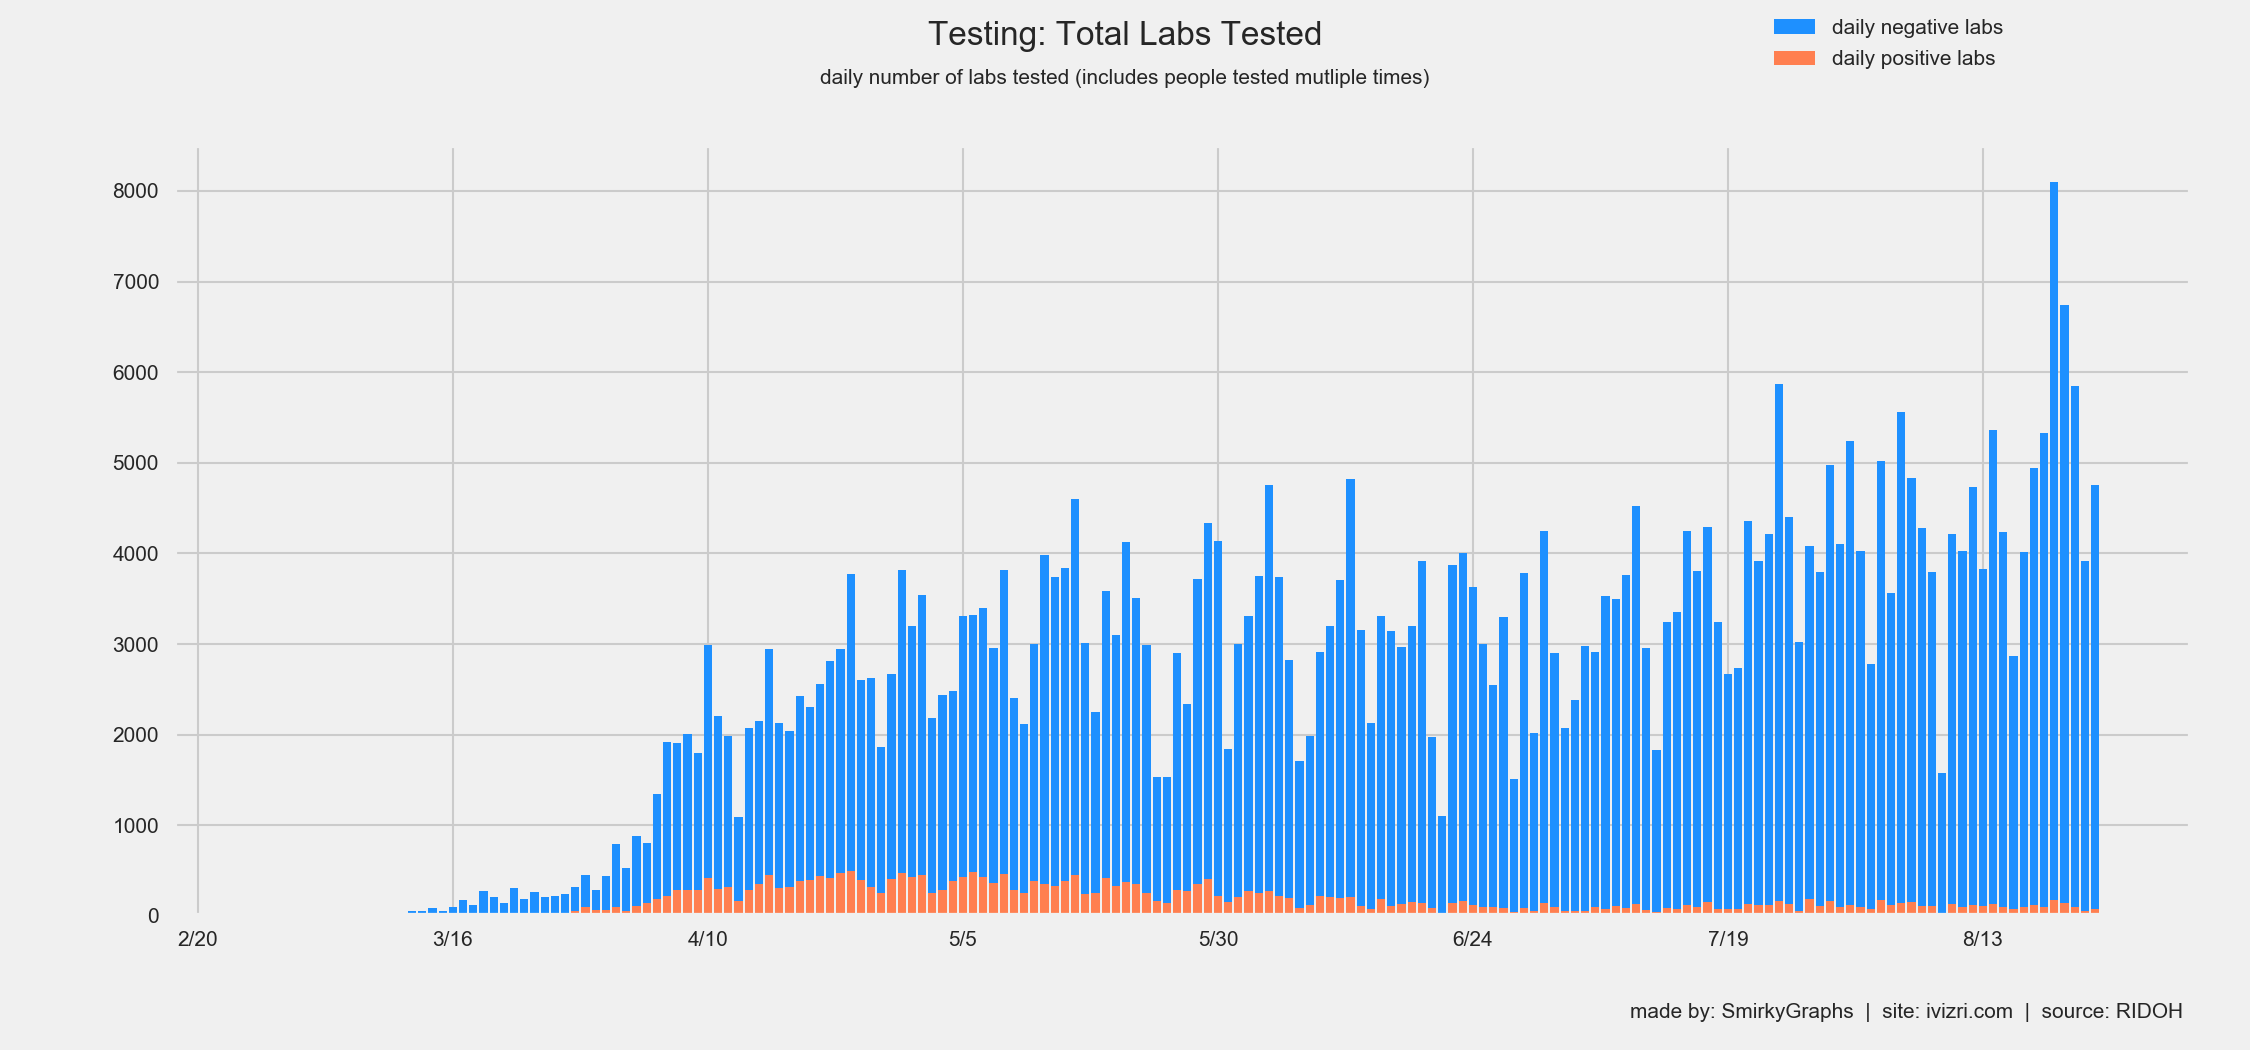 Testing: Total Labs Tested
daily number of labs tested (includes people tested mutliple times)
daily negative labs
daily positive labs
8000
7000
6000
5000
4000
3000
2000
1000
0
2/20 3/16 4/10 5/5 5/30 6/24 7/19 8/13
made by: SmirkyGraphs | site: ivizri.com | source: RIDOH